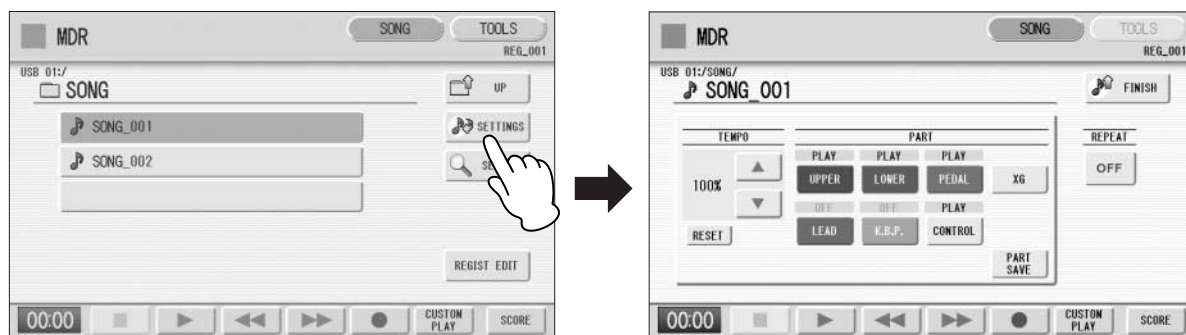 MDR
SONG
TOOLS
REG_001
USB 01:/
SONG
UP
SONG_001
SETTINGS
SONG_002
SE
REGIST EDIT
00:00
CUSTOM PLAY
SCORE
MDR
SONG
TOOLS
REG_001
USB 01:/SONG/
SONG_001
FINISH
TEMPO
PART
REPEAT
PLAY PLAY PLAY
UPPER LOWER PEDAL XG
OFF
100%
OFF OFF PLAY
LEAD K.B.P. CONTROL
RESET
PART
SAVE
00:00
CUSTOM PLAY
SCORE